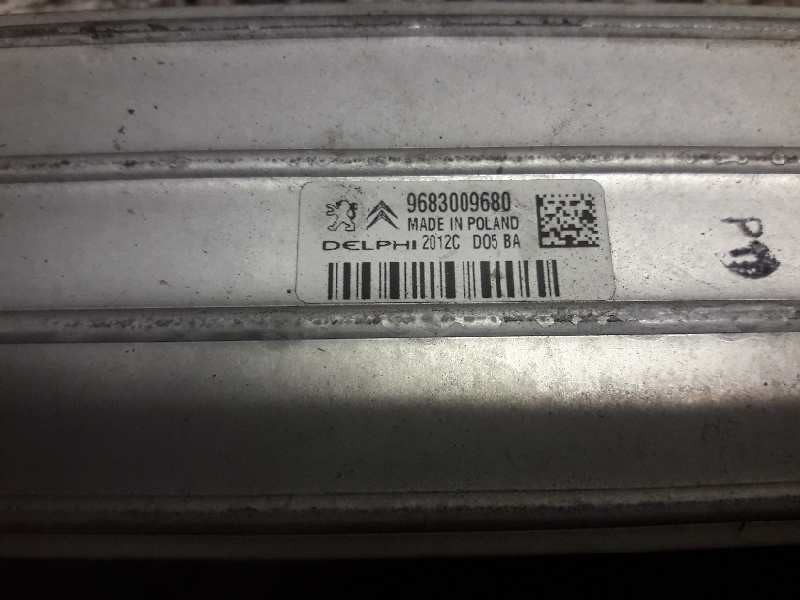 9683009680
MADE IN POLAND
DELPHI 2012C D05 BA